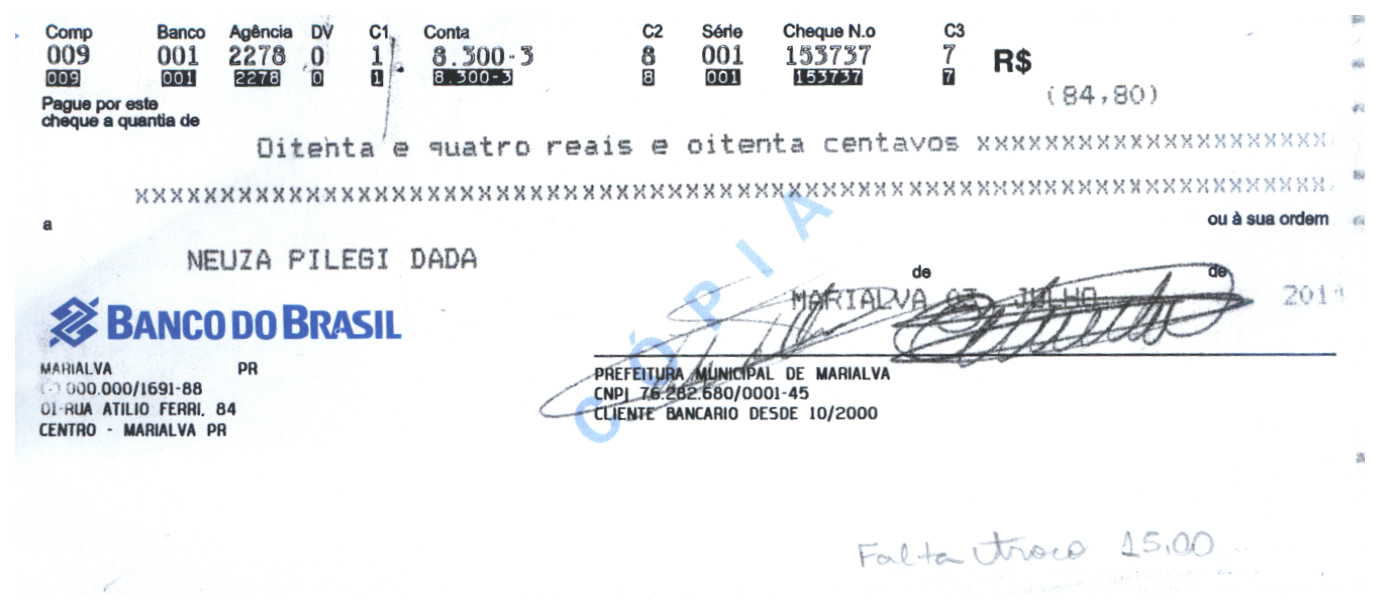 Comp Banco Agência DV C1 Conta C2 Série Cheque N.o C3
009 001 2278 0 1 8.300-3 8 001 153737 7 R$
009 001 2278 0 1 8.300-3 8 001 153737 7
(84,80)
Pague por este
cheque a quantia de
Oitenta e quatro reais e oitenta centavos xxxxxxxxxxxxxxxxxxxxx
xxxxxxxxxxxxxxxxxxxxxxxxxxxxxxxxxxxxxxxxxxxxxxxxxxxxxxxxxxxxxxxxxxxxx
a ou à sua ordem
NEUZA PILEGI DADA
de de
MARIALVA JULHO
BANCO DO BRASIL
CÓPIA
MARIALVA PR
000.000/1691-88
01-RUA ATILIO FERRI, 84
CENTRO - MARIALVA PR
PREFEITURA MUNICIPAL DE MARIALVA
CNPJ 76.282.680/0001-45
CLIENTE BANCARIO DESDE 10/2000
Falta troco 15,00